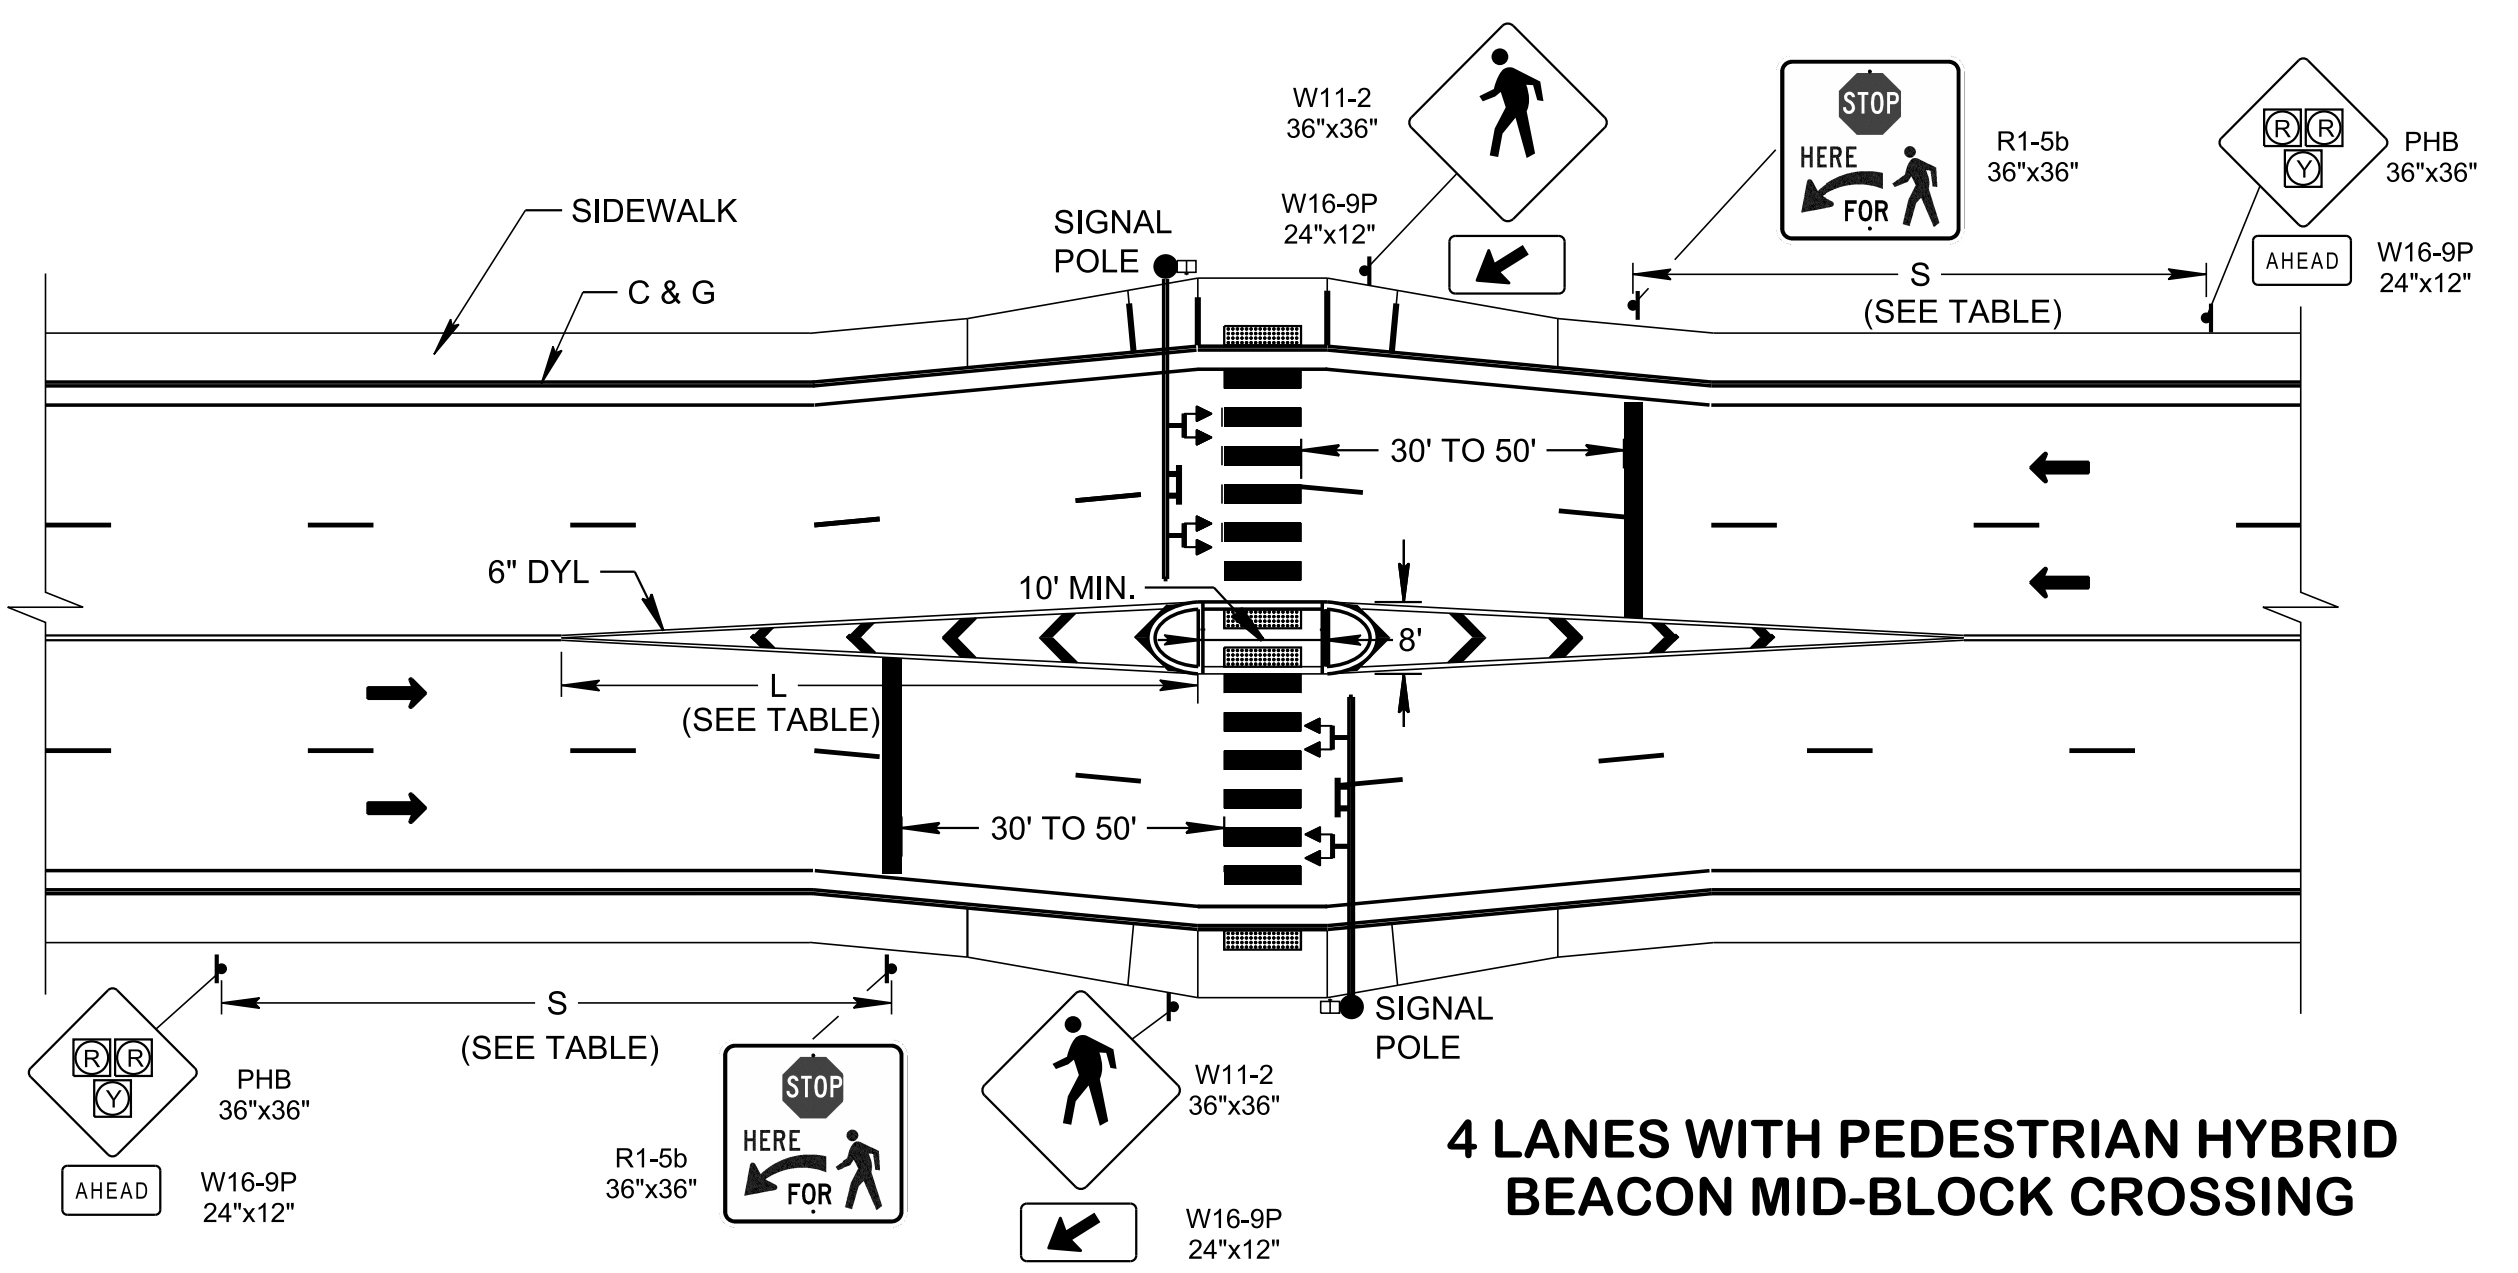 W11-2
36"x36"
W16-9P
24"x12"
STOP
HERE
FOR
R1-5b
36"x36"
R R
Y
PHB
36"x36"
AHEAD
W16-9P
24"x12"
SIDEWALK
C & G
SIGNAL
POLE
S
(SEE TABLE)
30' TO 50'
6" DYL
10' MIN.
8'
L
(SEE TABLE)
30' TO 50'
S
(SEE TABLE)
SIGNAL
POLE
R R
Y
PHB
36"x36"
AHEAD
W16-9P
24"x12"
R1-5b
36"x36"
STOP
HERE
FOR
W11-2
36"x36"
W16-9P
24"x12"
4 LANES WITH PEDESTRIAN HYBRID
BEACON MID-BLOCK CROSSING